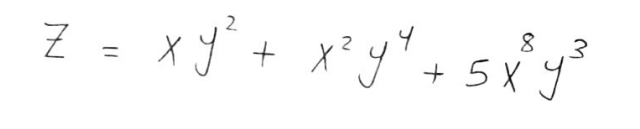 Z = xy² + x²y⁴ + 5x⁸y³